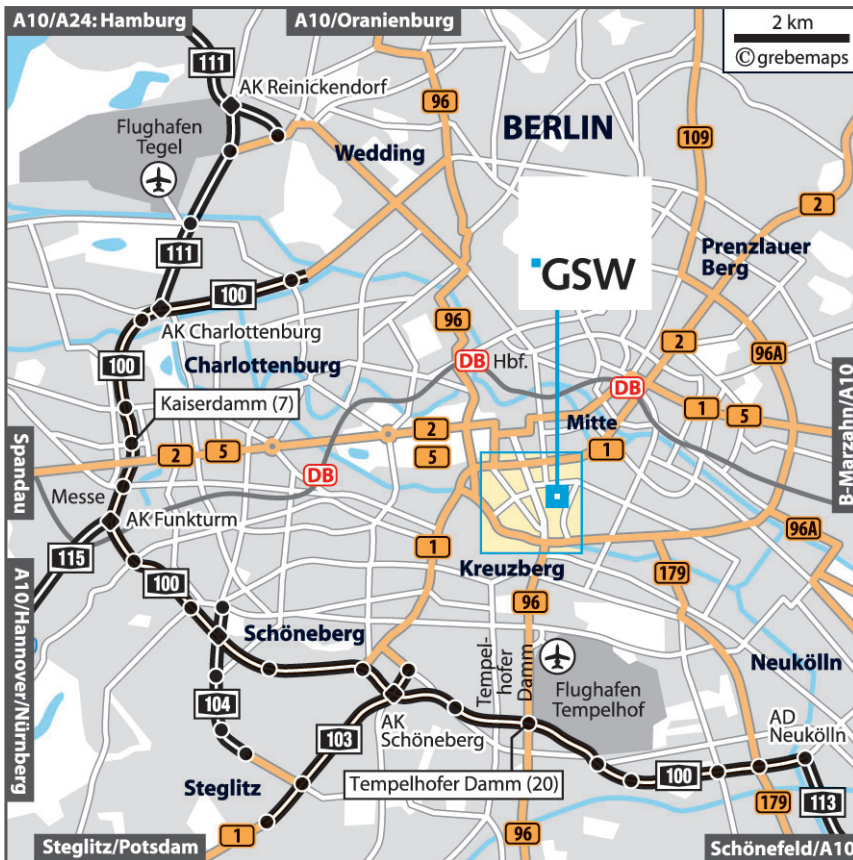 A10/A24: Hamburg
A10/Oranienburg
2 km
© grebemaps
111
AK Reinickendorf
96
BERLIN
109
Flughafen
Tegel
Wedding
2
111
Prenzlauer
Berg
GSW
100
AK Charlottenburg
96
2
100
Charlottenburg
DB
Hbf.
96A
DB
Kaiserdamm (7)
1
5
B-Marzahn/A10
Mitte
2
1
Spandau
2
5
5
DB
Messe
AK Funkturm
96A
115
1
100
Kreuzberg
179
96
A10/Hannover/Nürnberg
Schöneberg
Tempel-
hofer
Damm
Neukölln
Flughafen
Tempelhof
104
103
AK
Schöneberg
AD
Neukölln
Steglitz
Tempelhofer Damm (20)
100
179
113
1
96
Steglitz/Potsdam
Schönefeld/A10